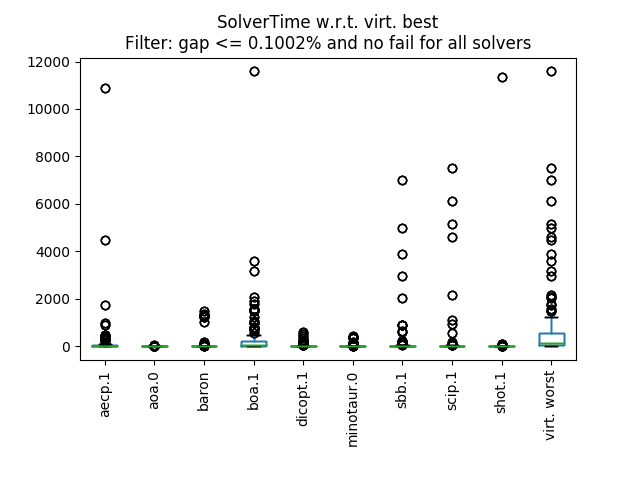 SolverTime w.r.t. virt. best
Filter: gap <= 0.1002% and no fail for all solvers
12000
10000
8000
6000
4000
2000
0
aecp.1
aoa.0
baron
boa.1
dicopt.1
minotaur.0
sbb.1
scip.1
shot.1
virt. worst